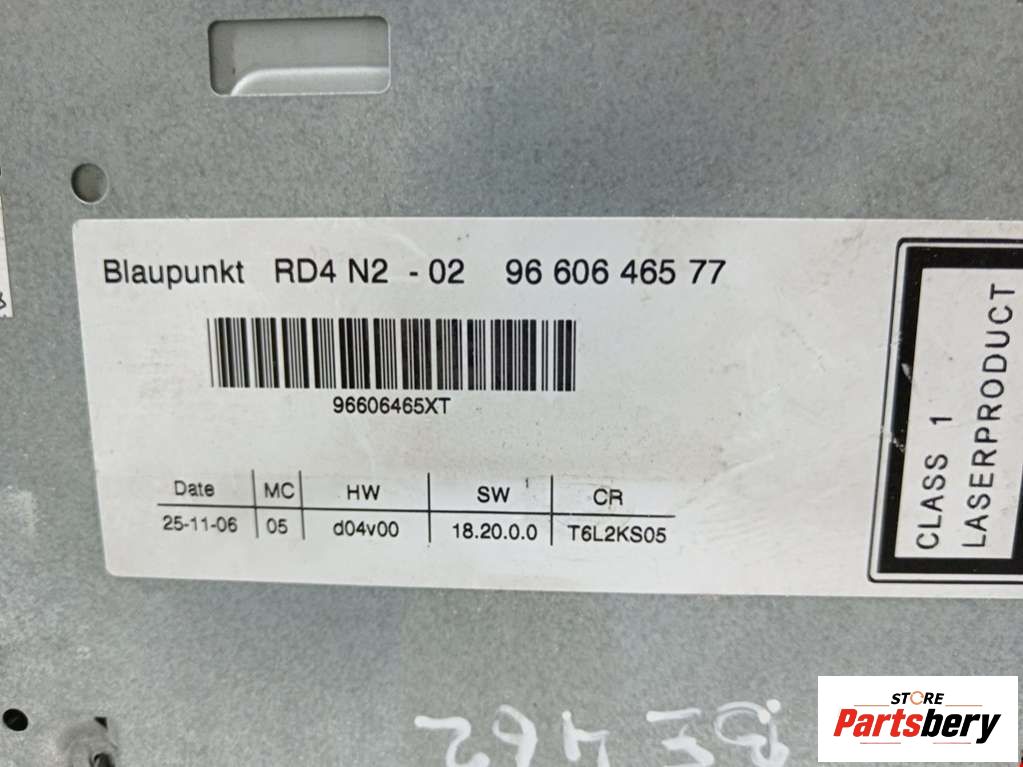 Blaupunkt RD4 N2 - 02 96 606 465 77
96606465XT
Date MC HW SW CR
25-11-06 05 d04v00 18.20.0.0 T6L2KS05
CLASS 1
LASERPRODUCT
STORE
Partsbery